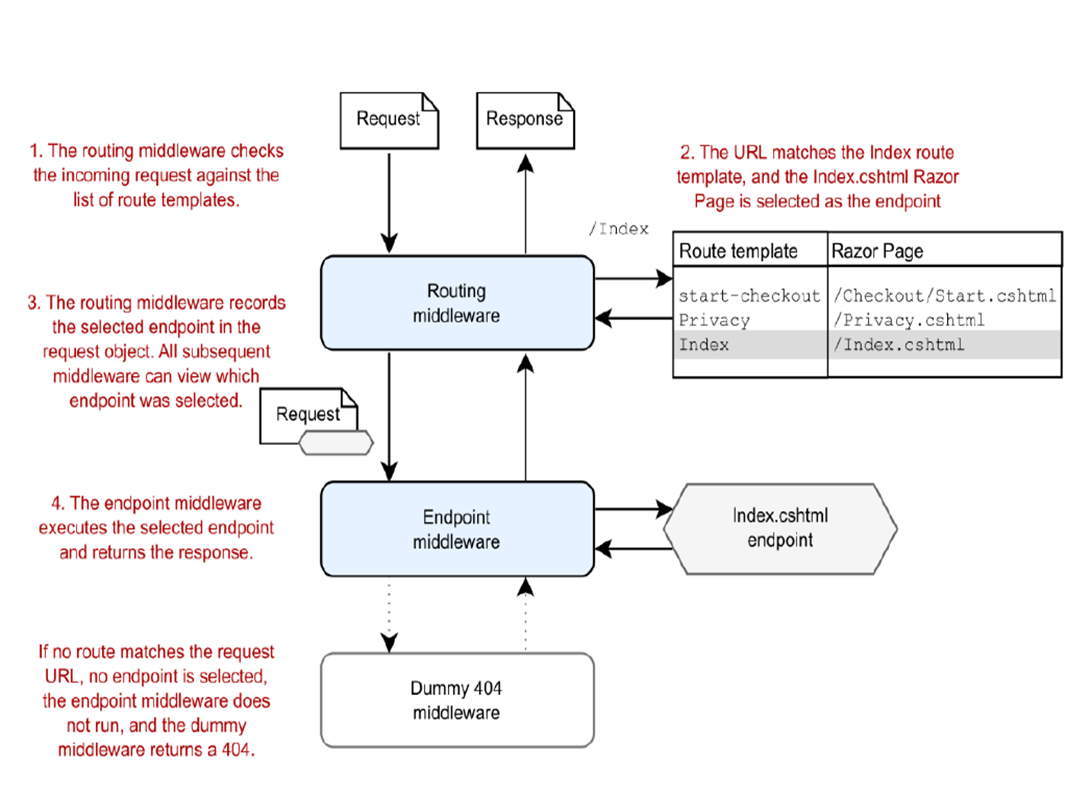 Request
Response
1. The routing middleware checks
the incoming request against the
list of route templates.
2. The URL matches the Index route
template, and the Index.cshtml Razor
Page is selected as the endpoint
/Index
Route template
Razor Page
start-checkout
/Checkout/Start.cshtml
Privacy
/Privacy.cshtml
Index
/Index.cshtml
Routing
middleware
3. The routing middleware records
the selected endpoint in the
request object. All subsequent
middleware can view which
endpoint was selected.
Request
4. The endpoint middleware
executes the selected endpoint
and returns the response.
Endpoint
middleware
Index.cshtml
endpoint
If no route matches the request
URL, no endpoint is selected,
the endpoint middleware does
not run, and the dummy
middleware returns a 404.
Dummy 404
middleware